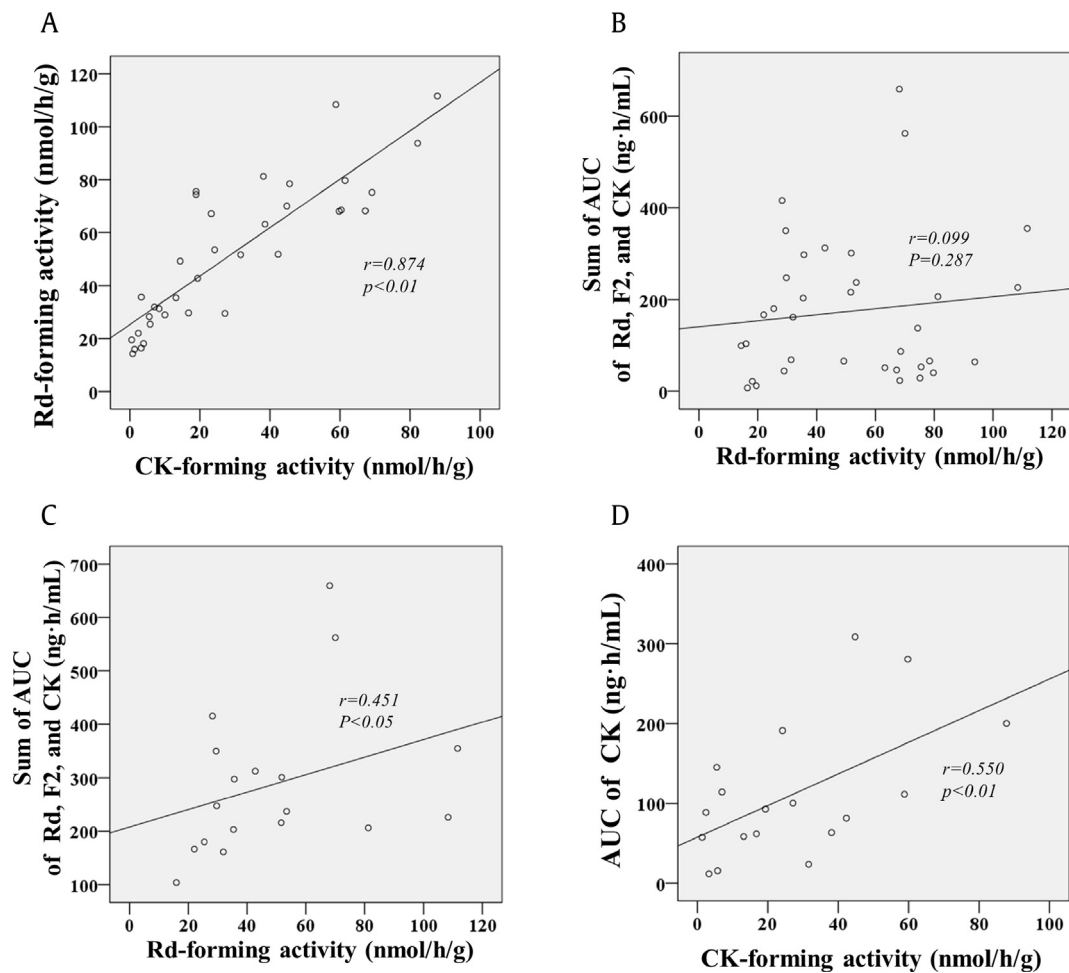 A
Rd-forming activity (nmol/h/g)
120
100
80
60
40
20
0
r=0.874
p<0.01
0 20 40 60 80 100
CK-forming activity (nmol/h/g)
B
Sum of AUC
of Rd, F2, and CK (ng·h/mL)
600
400
200
0
r=0.099
P=0.287
0 20 40 60 80 100 120
Rd-forming activity (nmol/h/g)
C
Sum of AUC
of Rd, F2, and CK (ng·h/mL)
700
600
500
400
300
200
100
r=0.451
P<0.05
0 20 40 60 80 100 120
Rd-forming activity (nmol/h/g)
D
AUC of CK (ng·h/mL)
400
300
200
100
0
r=0.550
p<0.01
0 20 40 60 80 100
CK-forming activity (nmol/h/g)